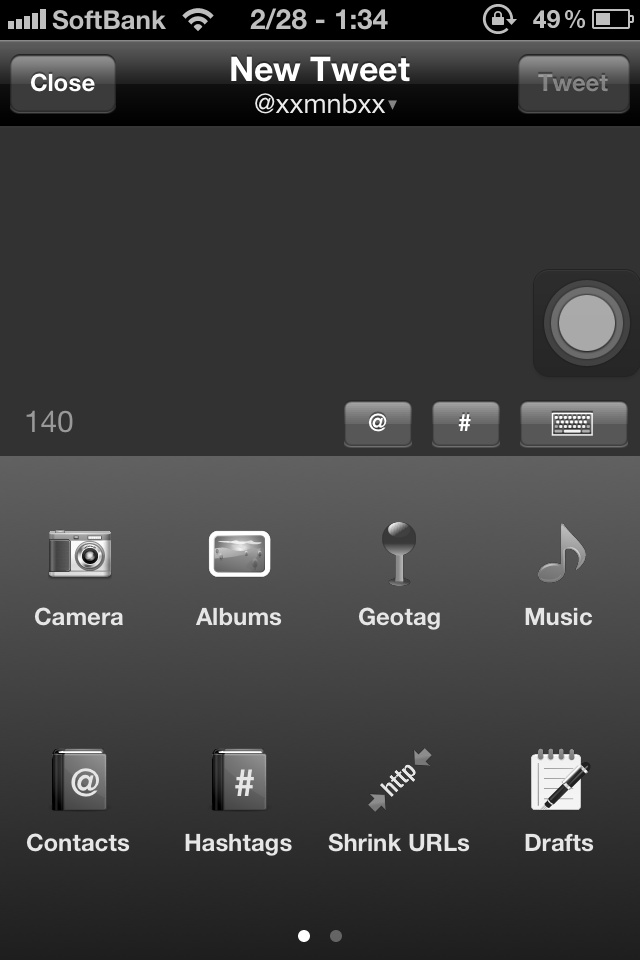 SoftBank 2/28 - 1:34 49%
Close New Tweet Tweet
@xxmnbxx▾
140 @ #
Camera Albums Geotag Music
@ # http
Contacts Hashtags Shrink URLs Drafts